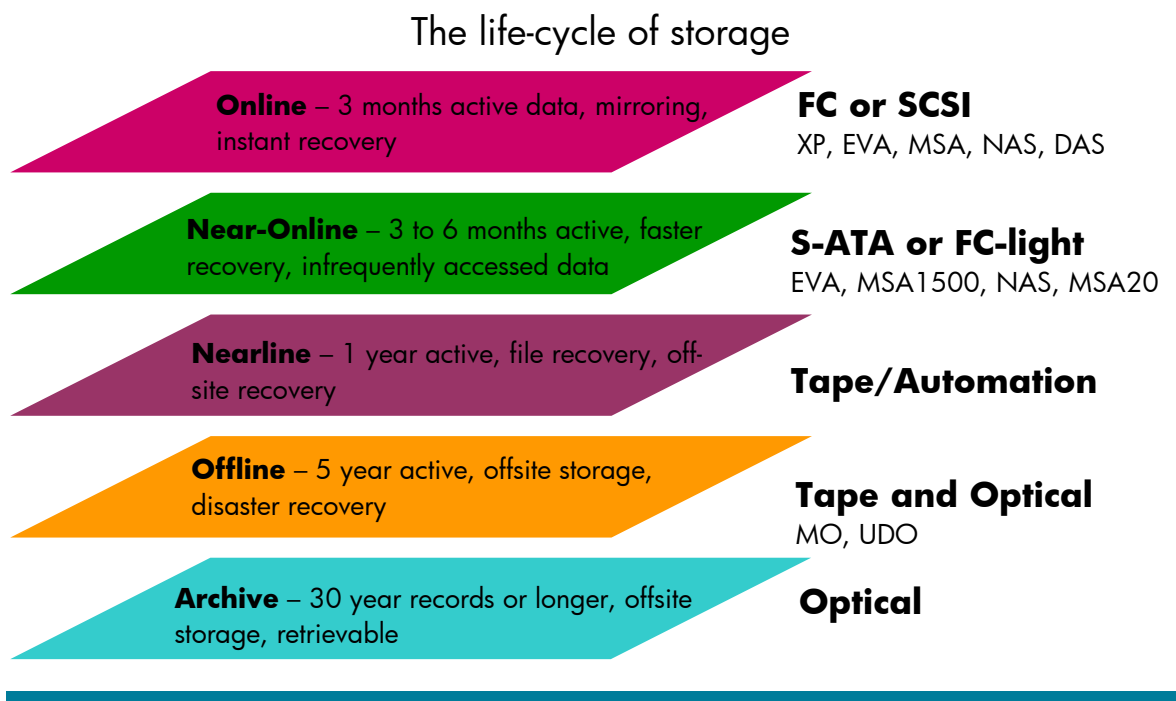 The life-cycle of storage
Online – 3 months active data, mirroring,
instant recovery
FC or SCSI
XP, EVA, MSA, NAS, DAS
Near-Online – 3 to 6 months active, faster
recovery, infrequently accessed data
S-ATA or FC-light
EVA, MSA1500, NAS, MSA20
Nearline – 1 year active, file recovery, off-
site recovery
Tape/Automation
Offline – 5 year active, offsite storage,
disaster recovery
Tape and Optical
MO, UDO
Archive – 30 year records or longer, offsite
storage, retrievable
Optical